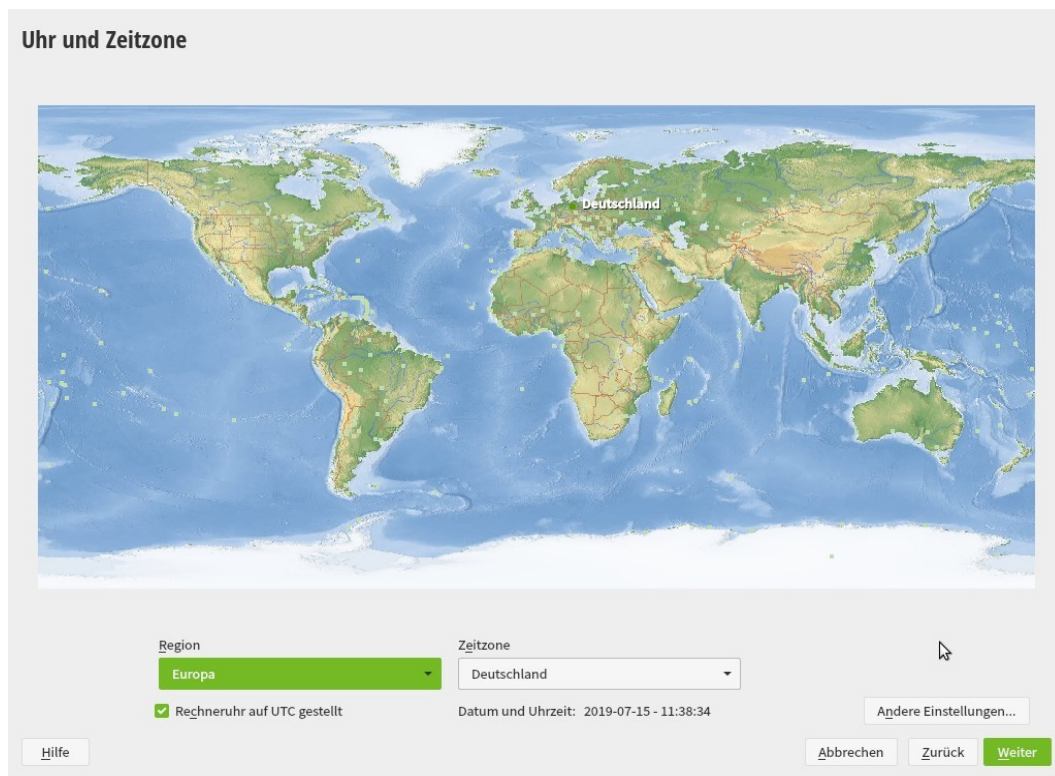 Uhr und Zeitzone
Deutschland
Region
Zeitzone
Europa
Deutschland
Rechneruhr auf UTC gestellt
Datum und Uhrzeit: 2019-07-15 - 11:38:34
Andere Einstellungen...
Hilfe
Abbrechen
Zurück
Weiter